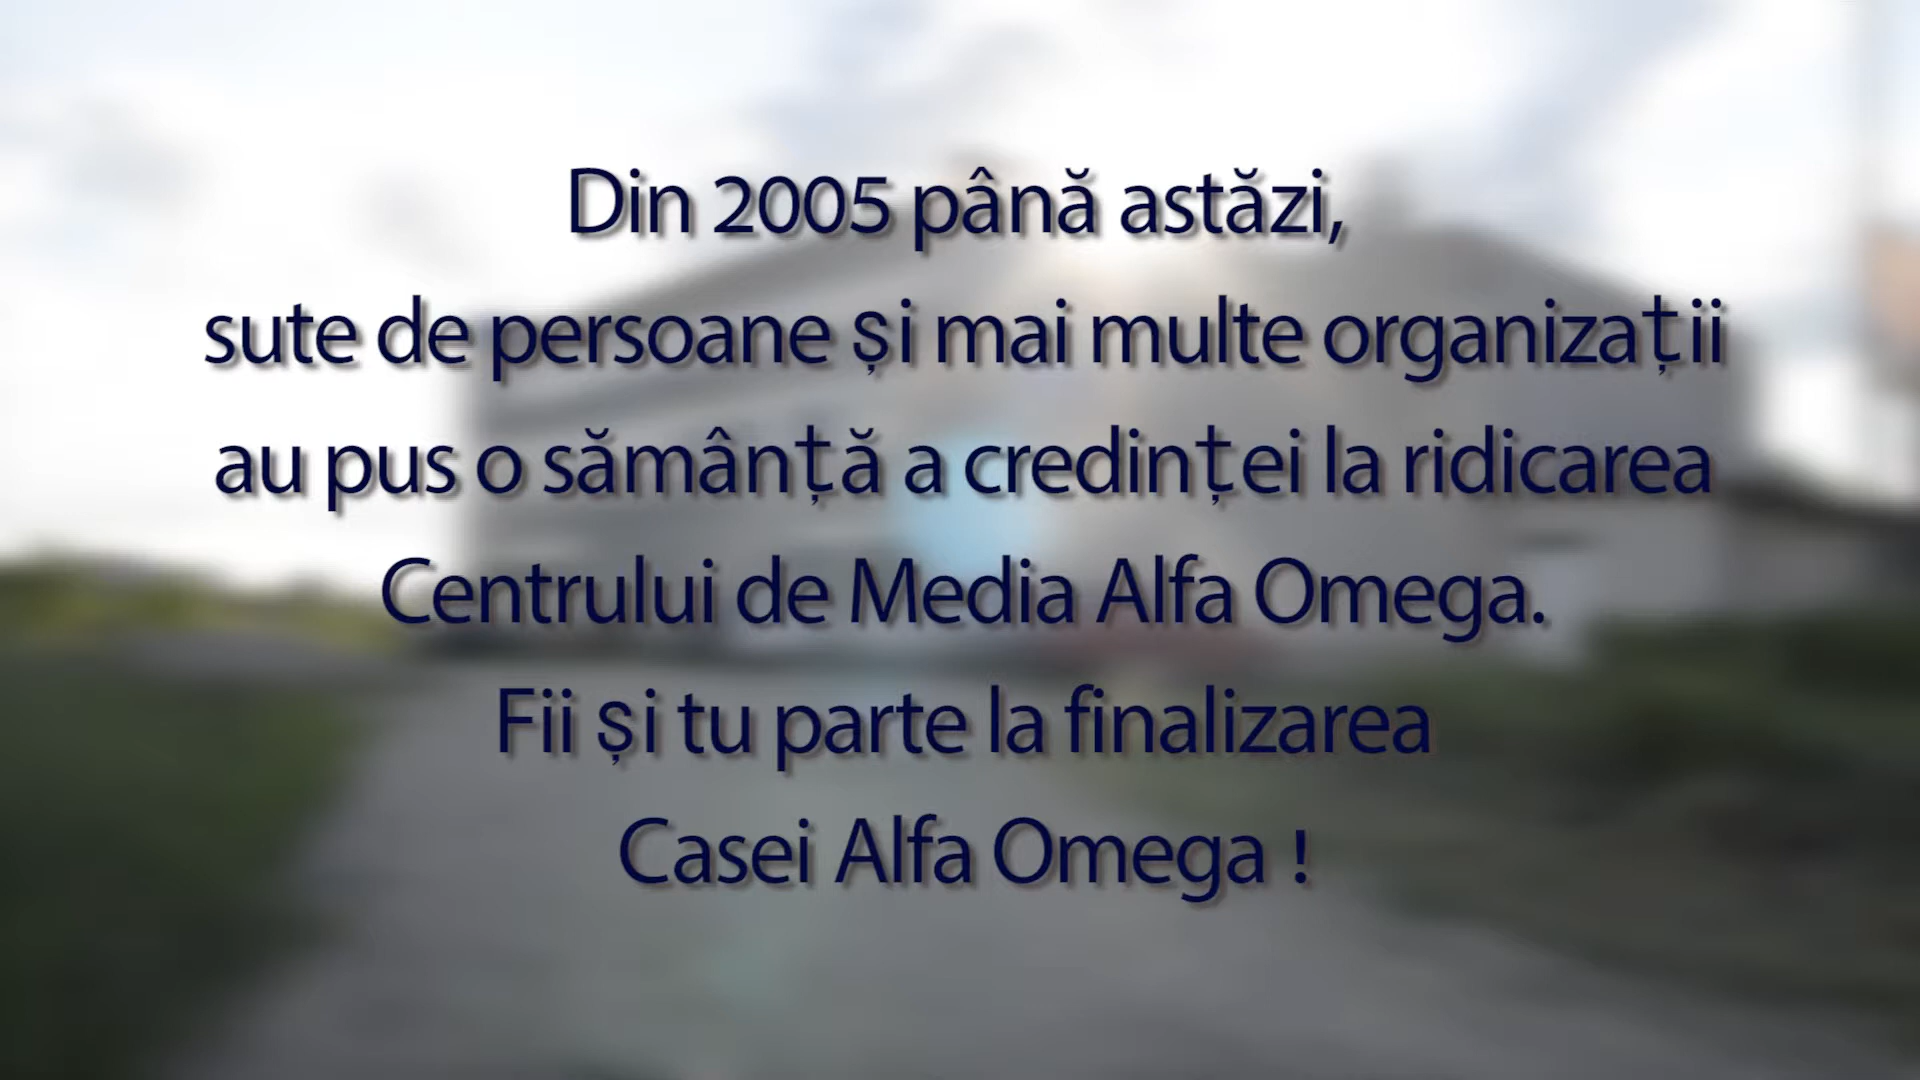 Din 2005 până astăzi,
sute de persoane și mai multe organizații
au pus o sămânță a credinței la ridicarea
Centrului de Media Alfa Omega.
Fii și tu parte la finalizarea
Casei Alfa Omega !